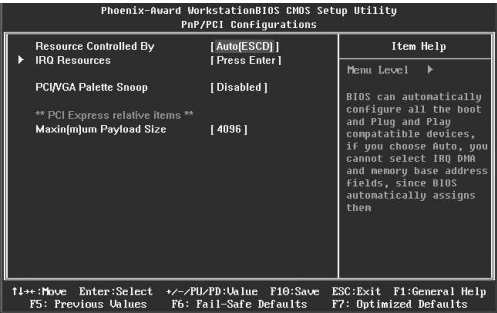 Phoenix-Award WorkstationBIOS CMOS Setup Utility
PnP/PCI Configurations
Resource Controlled By [ Auto(ESCD) ]
IRQ Resources [ Press Enter ]
PCI/VGA Palette Snoop [ Disabled ]
** PCI Express relative items **
Maxin(m)um Payload Size [ 4096 ]
Item Help
Menu Level
BIOS can automatically
configure all the boot
and Plug and Play
compatatible devices,
if you choose Auto, you
cannot select IRQ DMA
and memory base address
fields, since BIOS
automatically assigns
them
↑↓→←:Move Enter:Select +/-/PU/PD:Value F10:Save ESC:Exit F1:General Help
F5: Previous Values F6: Fail-Safe Defaults F7: Optimized Defaults